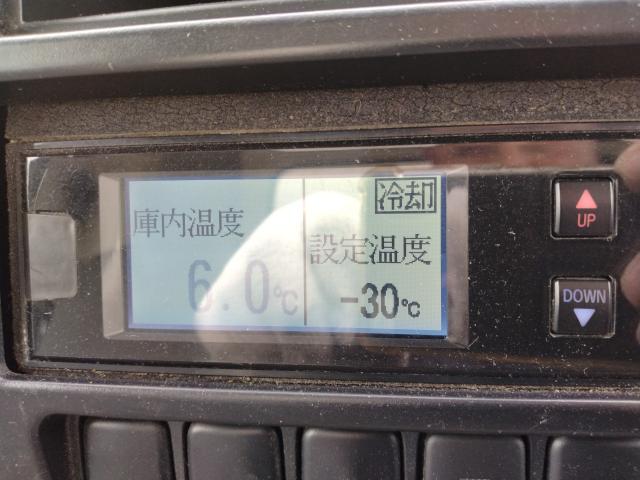 冷却
庫内温度
設定温度
6.0℃
-30℃
UP
DOWN